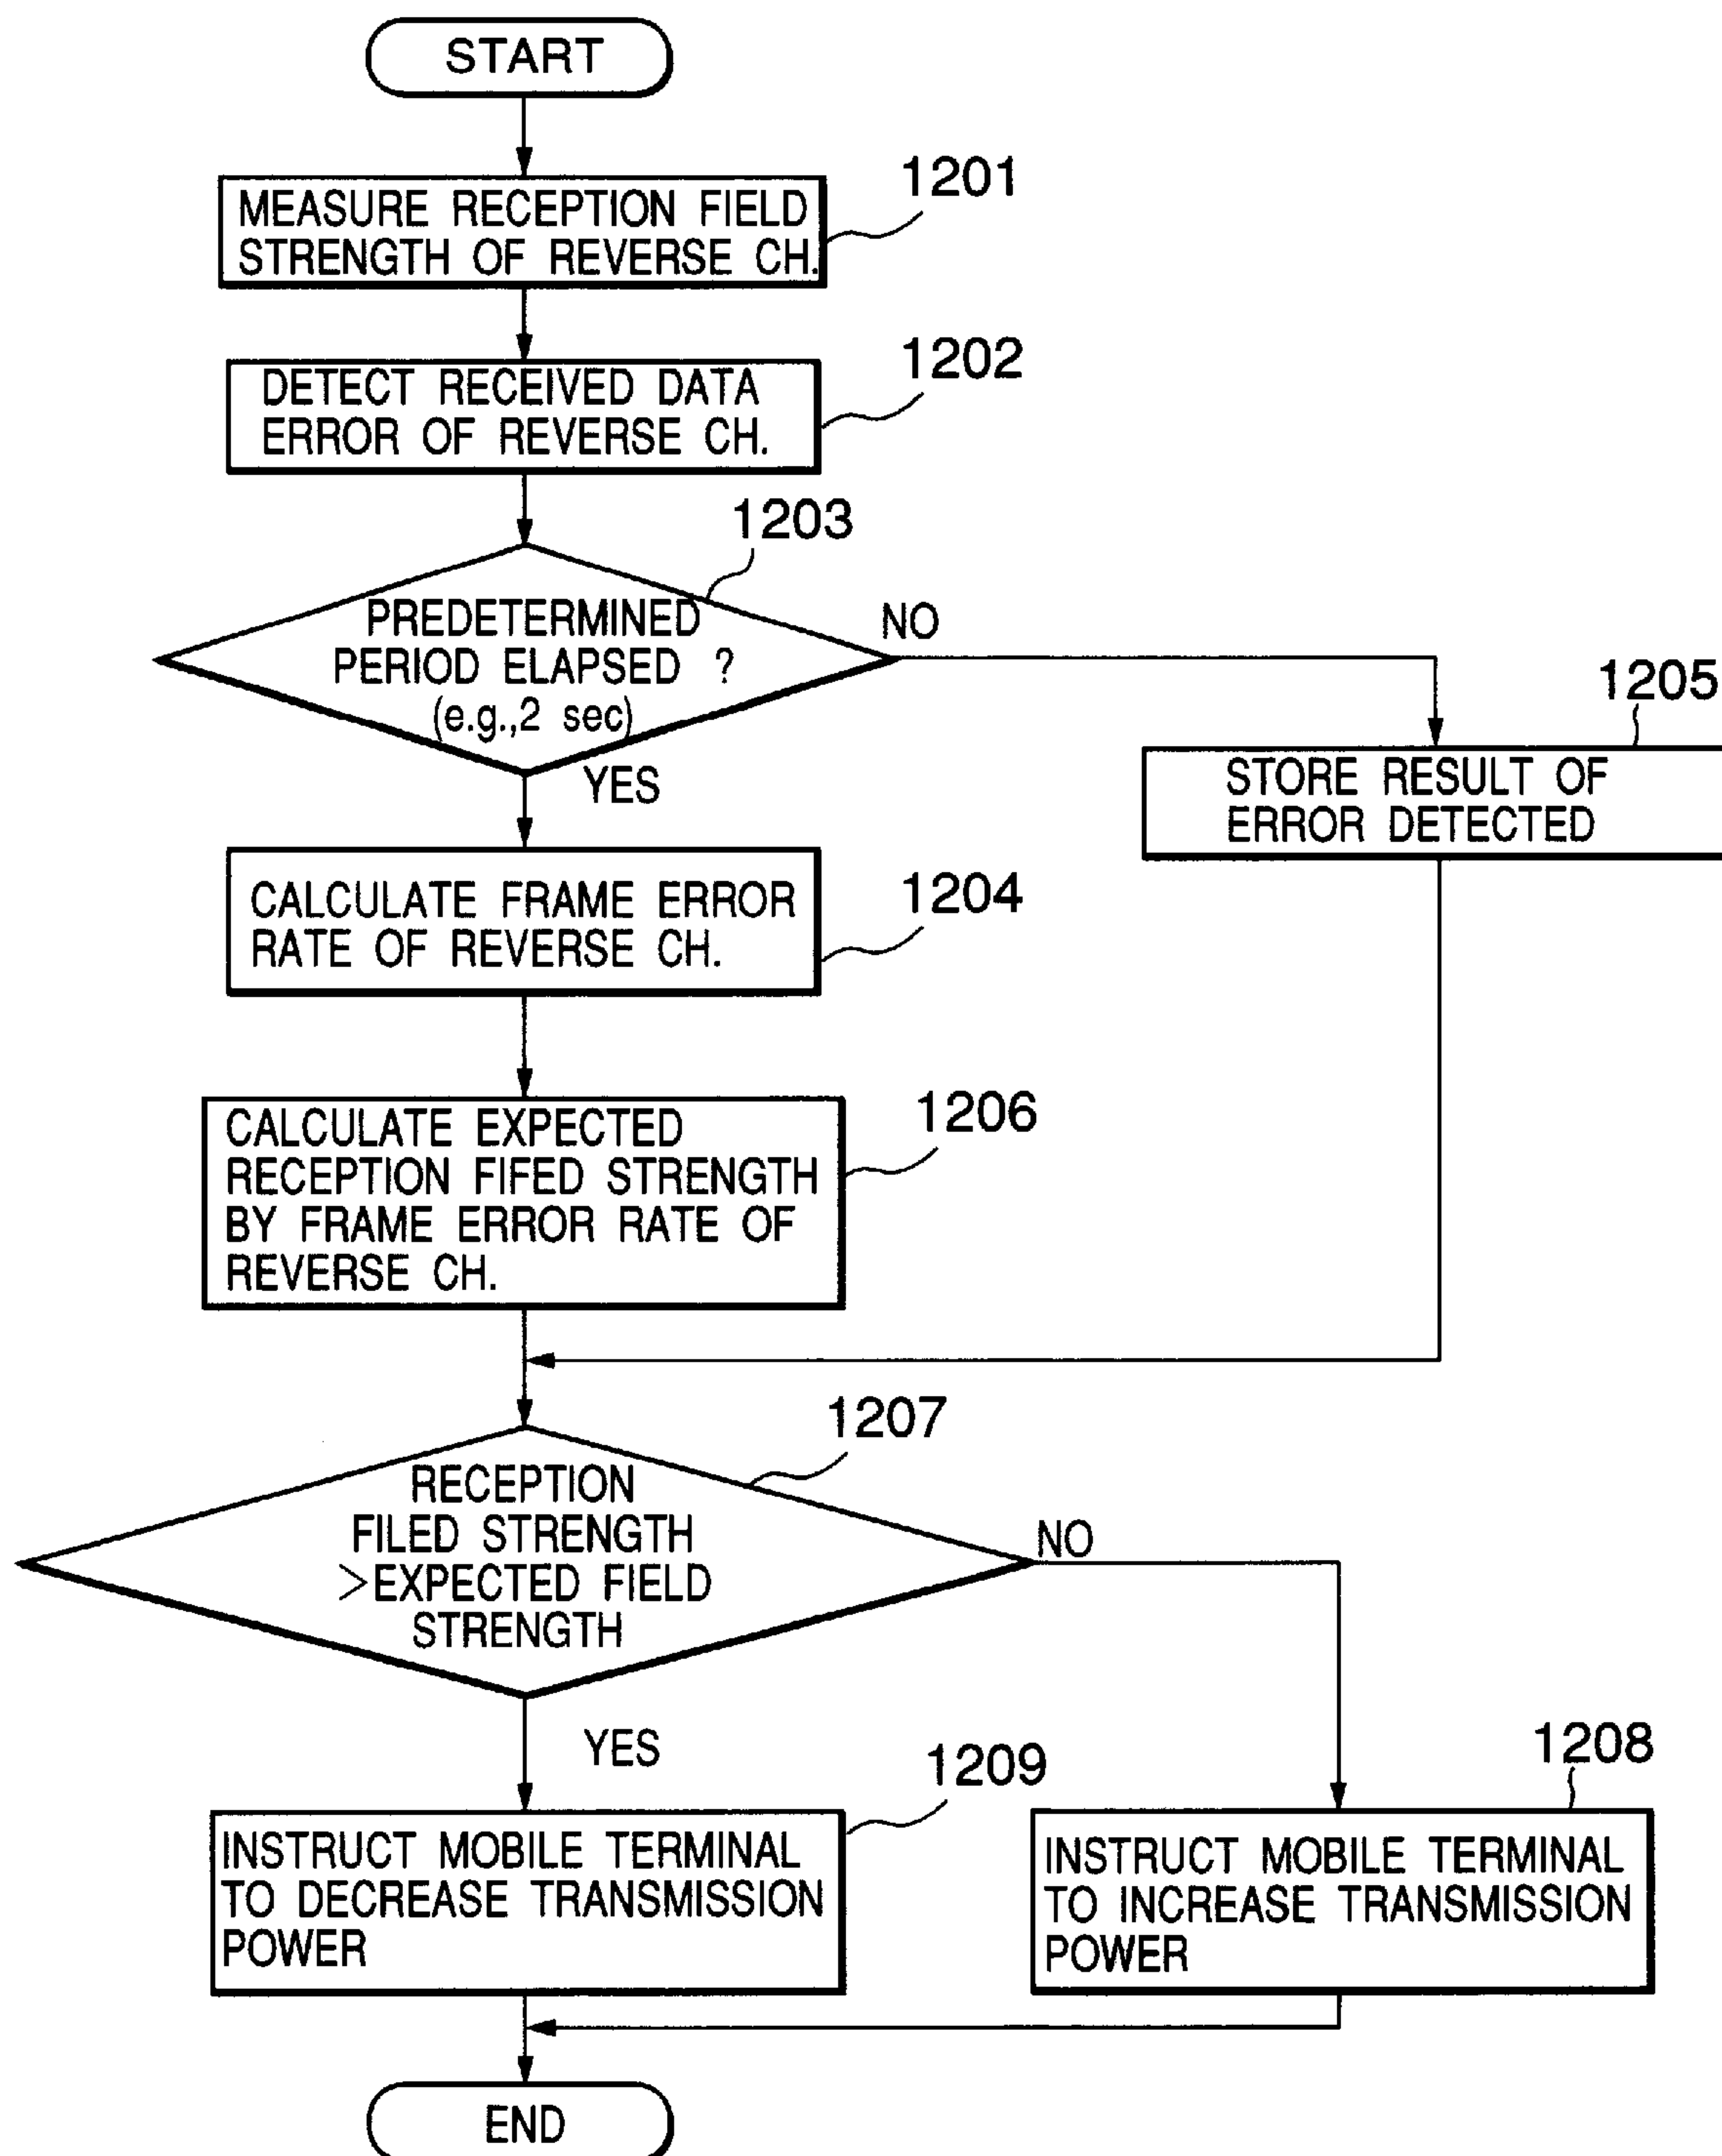 START
1201
MEASURE RECEPTION FIELD
STRENGTH OF REVERSE CH.
1202
DETECT RECEIVED DATA
ERROR OF REVERSE CH.
1203
PREDETERMINED
PERIOD ELAPSED ?
(e.g.,2 sec)
NO
YES
1205
STORE RESULT OF
ERROR DETECTED
1204
CALCULATE FRAME ERROR
RATE OF REVERSE CH.
1206
CALCULATE EXPECTED
RECEPTION FIFED STRENGTH
BY FRAME ERROR RATE OF
REVERSE CH.
1207
RECEPTION
FILED STRENGTH
>EXPECTED FIELD
STRENGTH
NO
YES
1209
INSTRUCT MOBILE TERMINAL
TO DECREASE TRANSMISSION
POWER
1208
INSTRUCT MOBILE TERMINAL
TO INCREASE TRANSMISSION
POWER
END